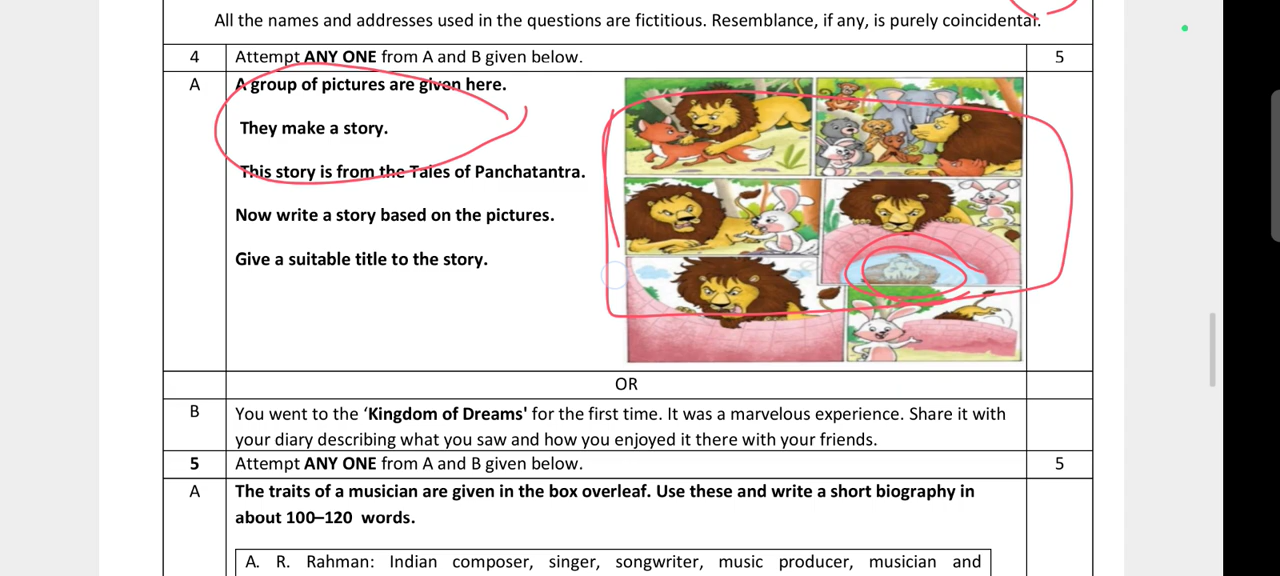 All the names and addresses used in the questions are fictitious. Resemblance, if any, is purely coincidental.
4 Attempt ANY ONE from A and B given below. 5
A A group of pictures are given here.
They make a story.
This story is from the Tales of Panchatantra.
Now write a story based on the pictures.
Give a suitable title to the story.
OR
B You went to the ‘Kingdom of Dreams' for the first time. It was a marvelous experience. Share it with
your diary describing what you saw and how you enjoyed it there with your friends.
5 Attempt ANY ONE from A and B given below. 5
A The traits of a musician are given in the box overleaf. Use these and write a short biography in
about 100–120 words.
A. R. Rahman: Indian composer, singer, songwriter, music producer, musician and